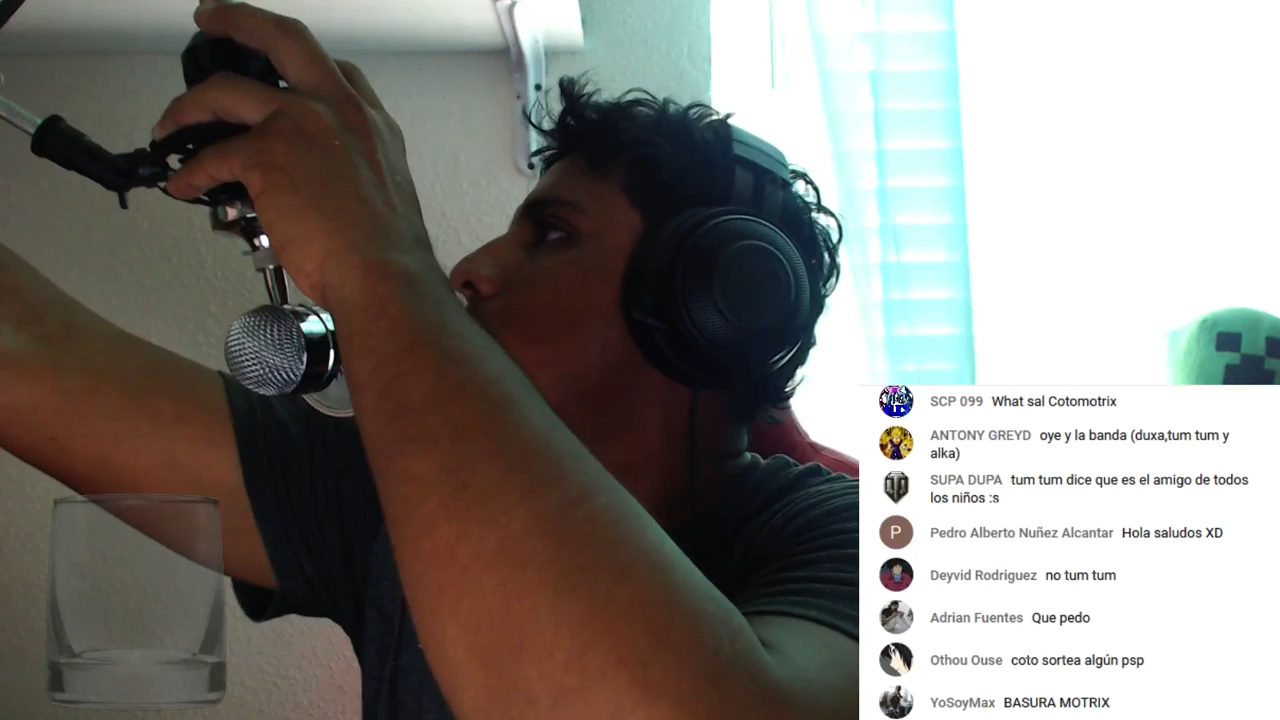 SCP 099 What sal Cotomotrix
ANTONY GREYD oye y la banda (duxa,tum tum y
alka)
SUPA DUPA tum tum dice que es el amigo de todos
los niños :s
Pedro Alberto Nuñez Alcantar Hola saludos XD
P
Deyvid Rodriguez no tum tum
Adrian Fuentes Que pedo
Othou Ouse coto sortea algún psp
YoSoyMax BASURA MOTRIX